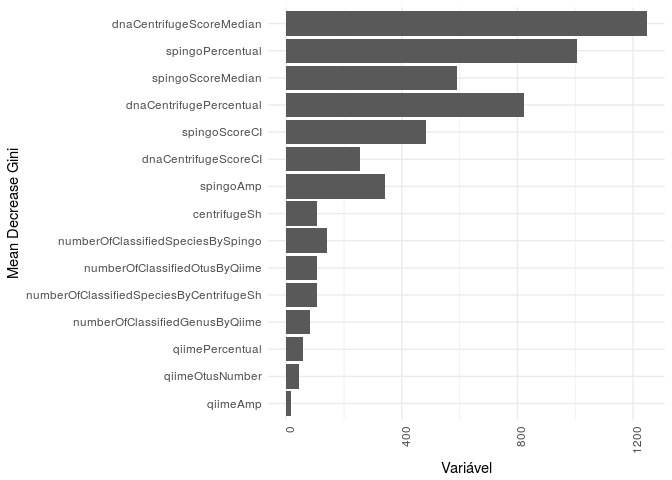 dnaCentrifugeScoreMedian
spingoPercentual
spingoScoreMedian
dnaCentrifugePercentual
spingoScoreCI
dnaCentrifugeScoreCI
spingoAmp
centrifugeSh
numberOfClassifiedSpeciesBySpingo
numberOfClassifiedOtusByQiime
numberOfClassifiedSpeciesByCentrifugeSh
numberOfClassifiedGenusByQiime
qiimePercentual
qiimeOtusNumber
qiimeAmp
Mean Decrease Gini
0
400
800
1200
Variável